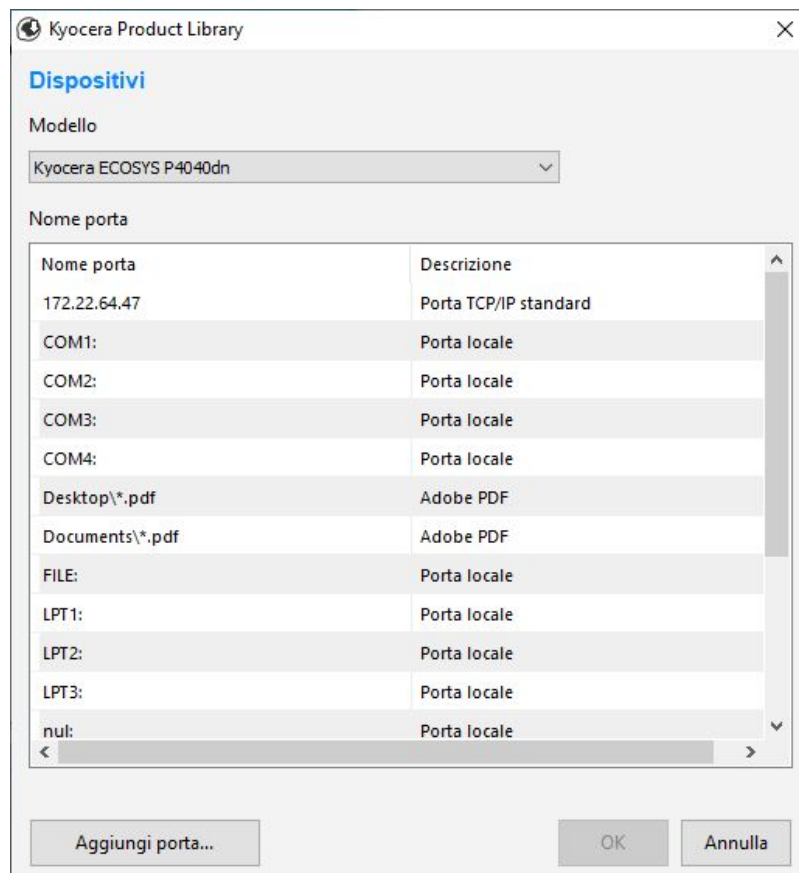 Kyocera Product Library
Dispositivi
Modello
Kyocera ECOSYS P4040dn
Nome porta
Nome porta Descrizione
172.22.64.47 Porta TCP/IP standard
COM1: Porta locale
COM2: Porta locale
COM3: Porta locale
COM4: Porta locale
Desktop\*.pdf Adobe PDF
Documents\*.pdf Adobe PDF
FILE: Porta locale
LPT1: Porta locale
LPT2: Porta locale
LPT3: Porta locale
nul: Porta locale
Aggiungi porta... OK Annulla